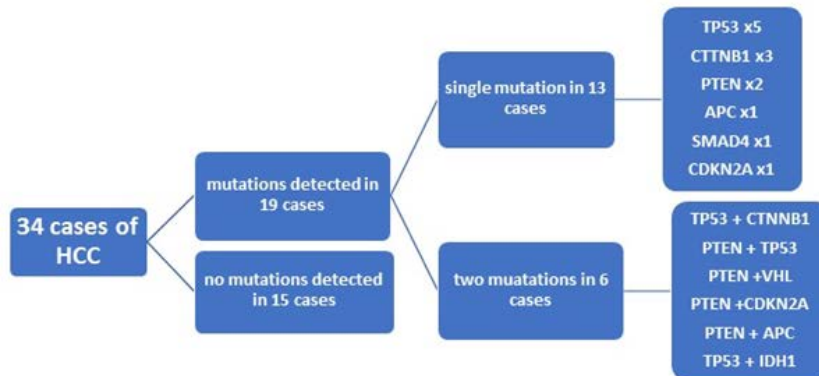 34 cases of
HCC
mutations detected in
19 cases
no mutations detected
in 15 cases
single mutation in 13
cases
two muatations in 6
cases
TP53 x5
CTTNB1 x3
PTEN x2
APC x1
SMAD4 x1
CDKN2A x1
TP53 + CTNNB1
PTEN + TP53
PTEN +VHL
PTEN +CDKN2A
PTEN + APC
TP53 + IDH1